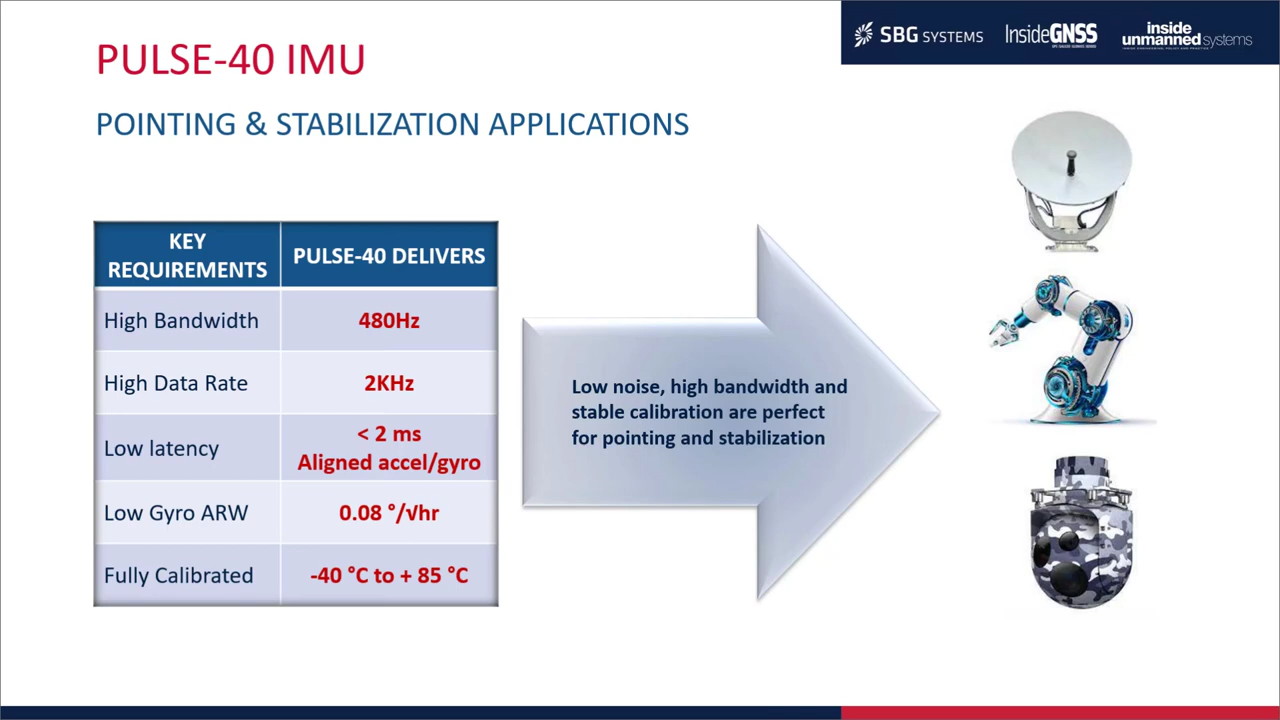 SBG SYSTEMS
InsideGNSS
inside
unmanned systems
PULSE-40 IMU
POINTING & STABILIZATION APPLICATIONS
KEY
REQUIREMENTS
PULSE-40 DELIVERS
High Bandwidth
480Hz
High Data Rate
2KHz
Low latency
< 2 ms
Aligned accel/gyro
Low Gyro ARW
0.08 °/√hr
Fully Calibrated
-40 °C to + 85 °C
Low noise, high bandwidth and
stable calibration are perfect
for pointing and stabilization